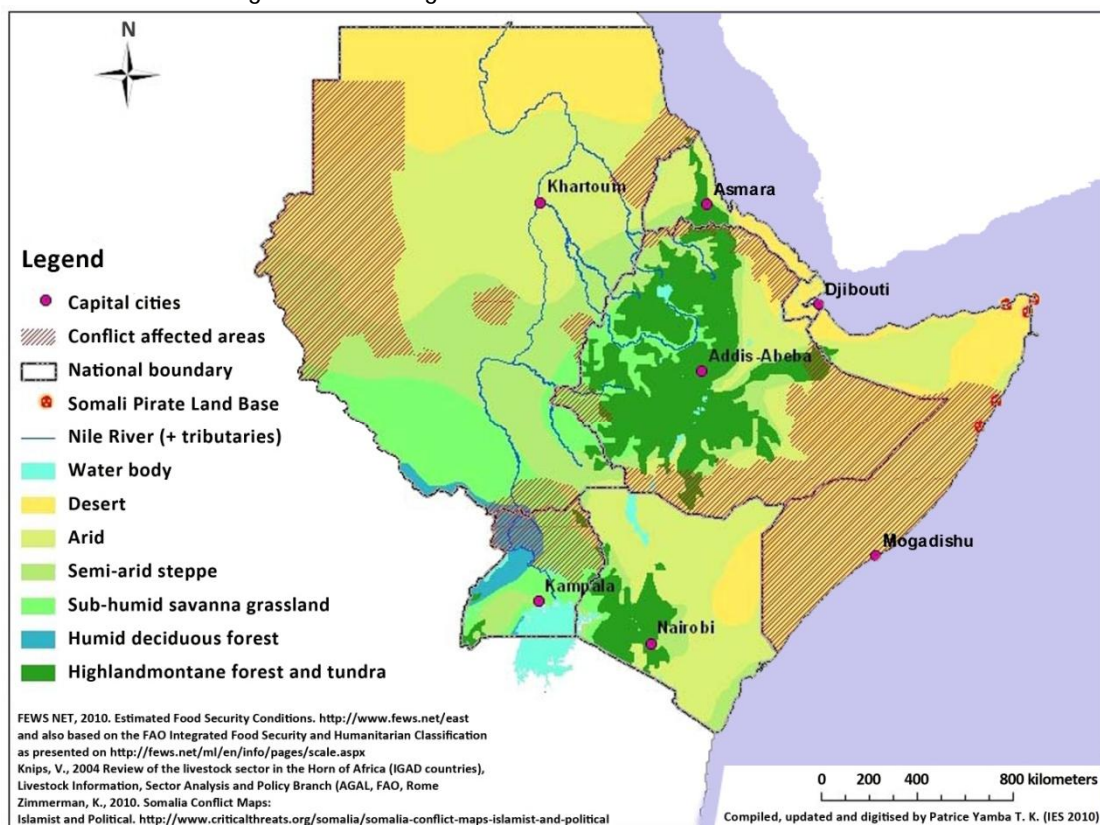 N
Khartoum
Asmara
Djibouti
Addis-Abeba
Mogadishu
Kampala
Nairobi
Legend
Capital cities
Conflict affected areas
National boundary
Somali Pirate Land Base
Nile River (+ tributaries)
Water body
Desert
Arid
Semi-arid steppe
Sub-humid savanna grassland
Humid deciduous forest
Highlandmontane forest and tundra
FEWS NET, 2010. Estimated Food Security Conditions. http://www.fews.net/east
and also based on the FAO Integrated Food Security and Humanitarian Classification
as presented on http://fews.net/ml/en/info/pages/scale.aspx
Knips, V., 2004 Review of the livestock sector in the Horn of Africa (IGAD countries),
Livestock Information, Sector Analysis and Policy Branch (AGAL, FAO, Rome
Zimmerman, K., 2010. Somalia Conflict Maps:
Islamist and Political. http://www.criticalthreats.org/somalia/somalia-conflict-maps-islamist-and-political
0 200 400 800 kilometers
Compiled, updated and digitised by Patrice Yamba T. K. (IES 2010)